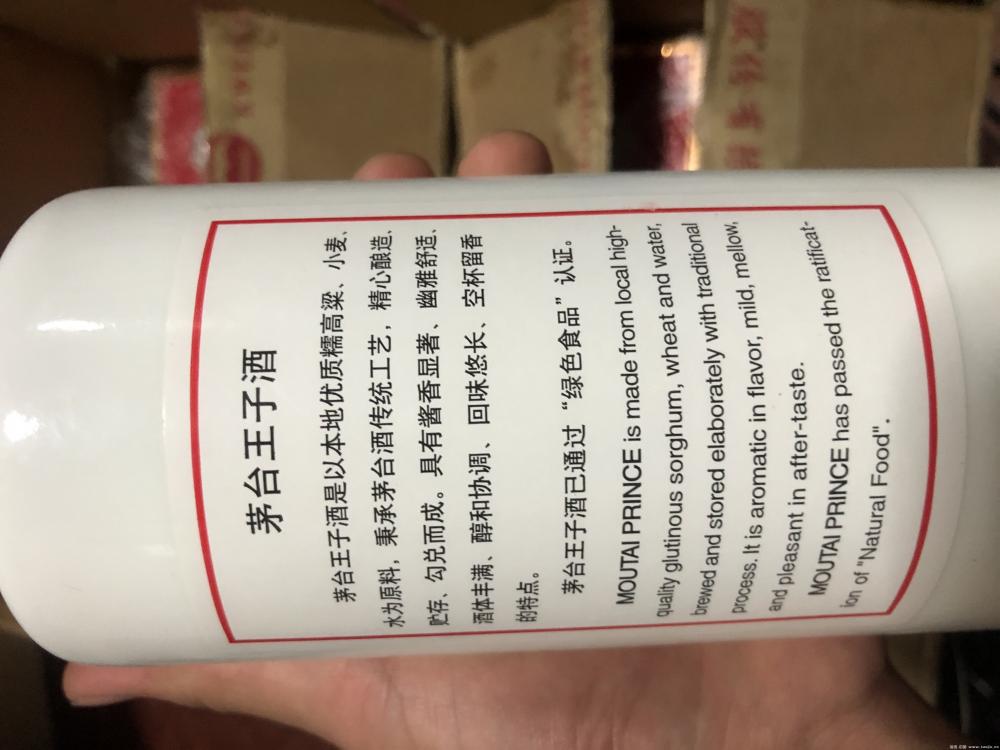 茅台王子酒
茅台王子酒是以本地优质糯高粱、小麦、
水为原料，秉承茅台酒传统工艺，精心酿造、
贮存、勾兑而成。具有酱香显著、幽雅舒适、
酒体丰满、醇和协调、回味悠长、空杯留香
的特点。
茅台王子酒已通过“绿色食品”认证。
MOUTAI PRINCE is made from local high-
quality glutinous sorghum, wheat and water,
brewed and stored elaborately with traditional
process. It is aromatic in flavor, mild, mellow,
and pleasant in after-taste.
MOUTAI PRINCE has passed the ratificat-
ion of "Natural Food".